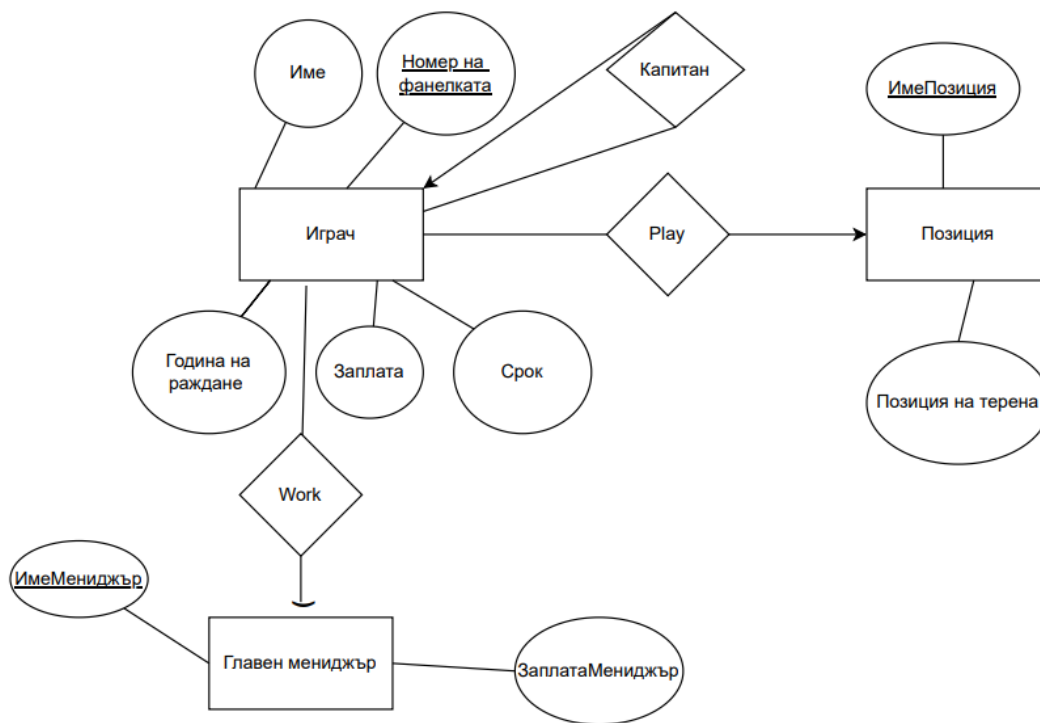 Име
Номер на
фанелката
Капитан
ИмеПозиция
Играч
Play
Позиция
Година на
раждане
Заплата
Срок
Позиция на терена
Work
ИмеМениджър
Главен мениджър
ЗаплатаМениджър